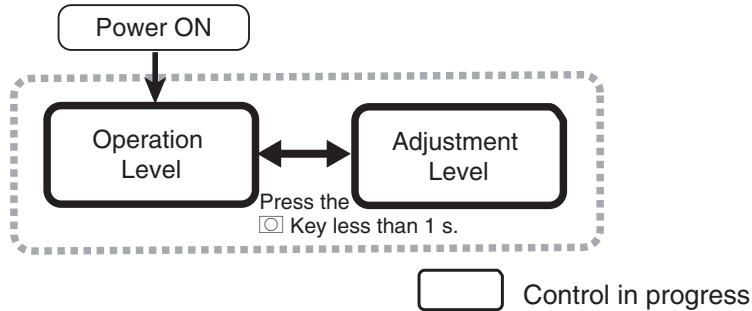 Power ON
Operation
Level
Adjustment
Level
Press the
Key less than 1 s.
Control in progress